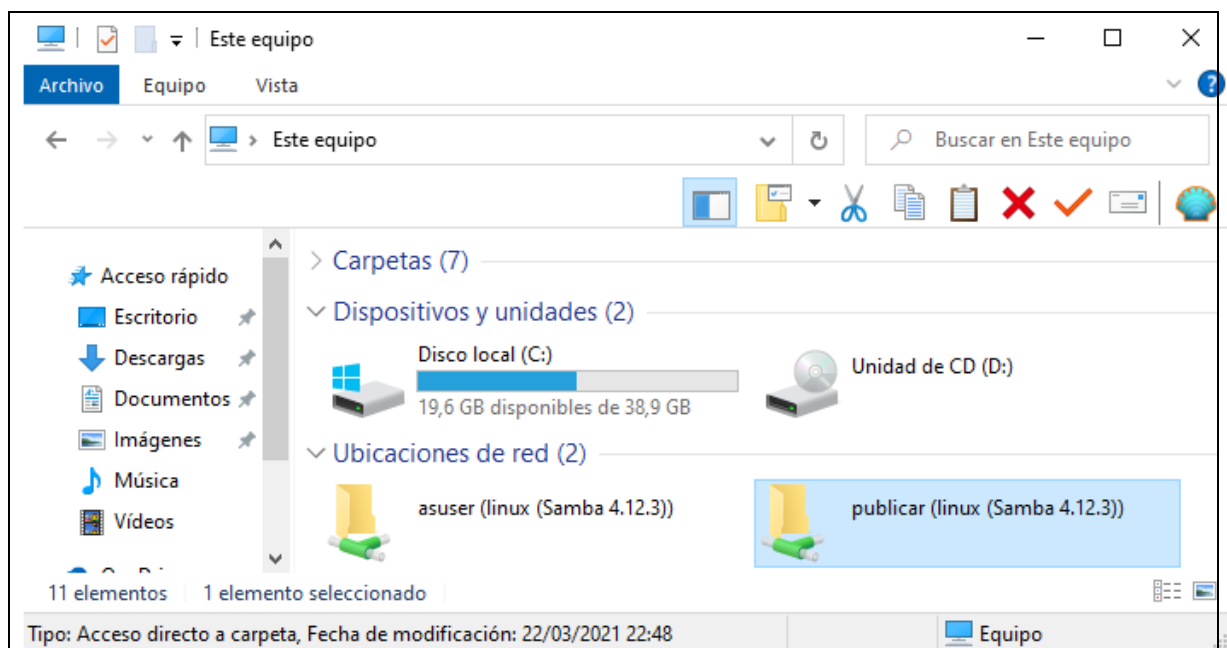 Este equipo
Archivo Equipo Vista
?
Este equipo
Buscar en Este equipo
Acceso rápido
Escritorio
Descargas
Documentos
Imágenes
Música
Vídeos
Carpetas (7)
Dispositivos y unidades (2)
Disco local (C:)
19,6 GB disponibles de 38,9 GB
Unidad de CD (D:)
Ubicaciones de red (2)
asuser (linux (Samba 4.12.3))
publicar (linux (Samba 4.12.3))
11 elementos 1 elemento seleccionado
Tipo: Acceso directo a carpeta, Fecha de modificación: 22/03/2021 22:48
Equipo